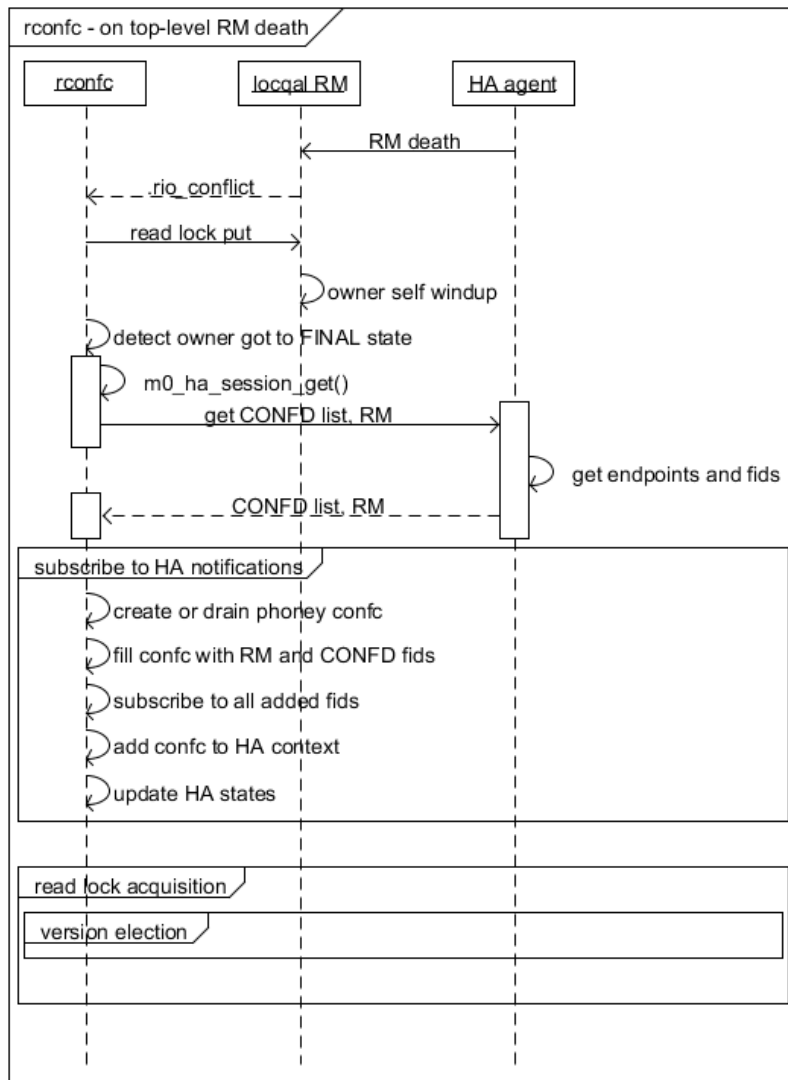 rconfc - on top-level RM death
rconfc
locqal RM
HA agent
RM death
.rio_conflict
read lock put
owner self windup
detect owner got to FINAL state
m0_ha_session_get()
get CONFD list, RM
get endpoints and fids
CONFD list, RM
subscribe to HA notifications
create or drain phoney confc
fill confc with RM and CONFD fids
subscribe to all added fids
add confc to HA context
update HA states
read lock acquisition
version election